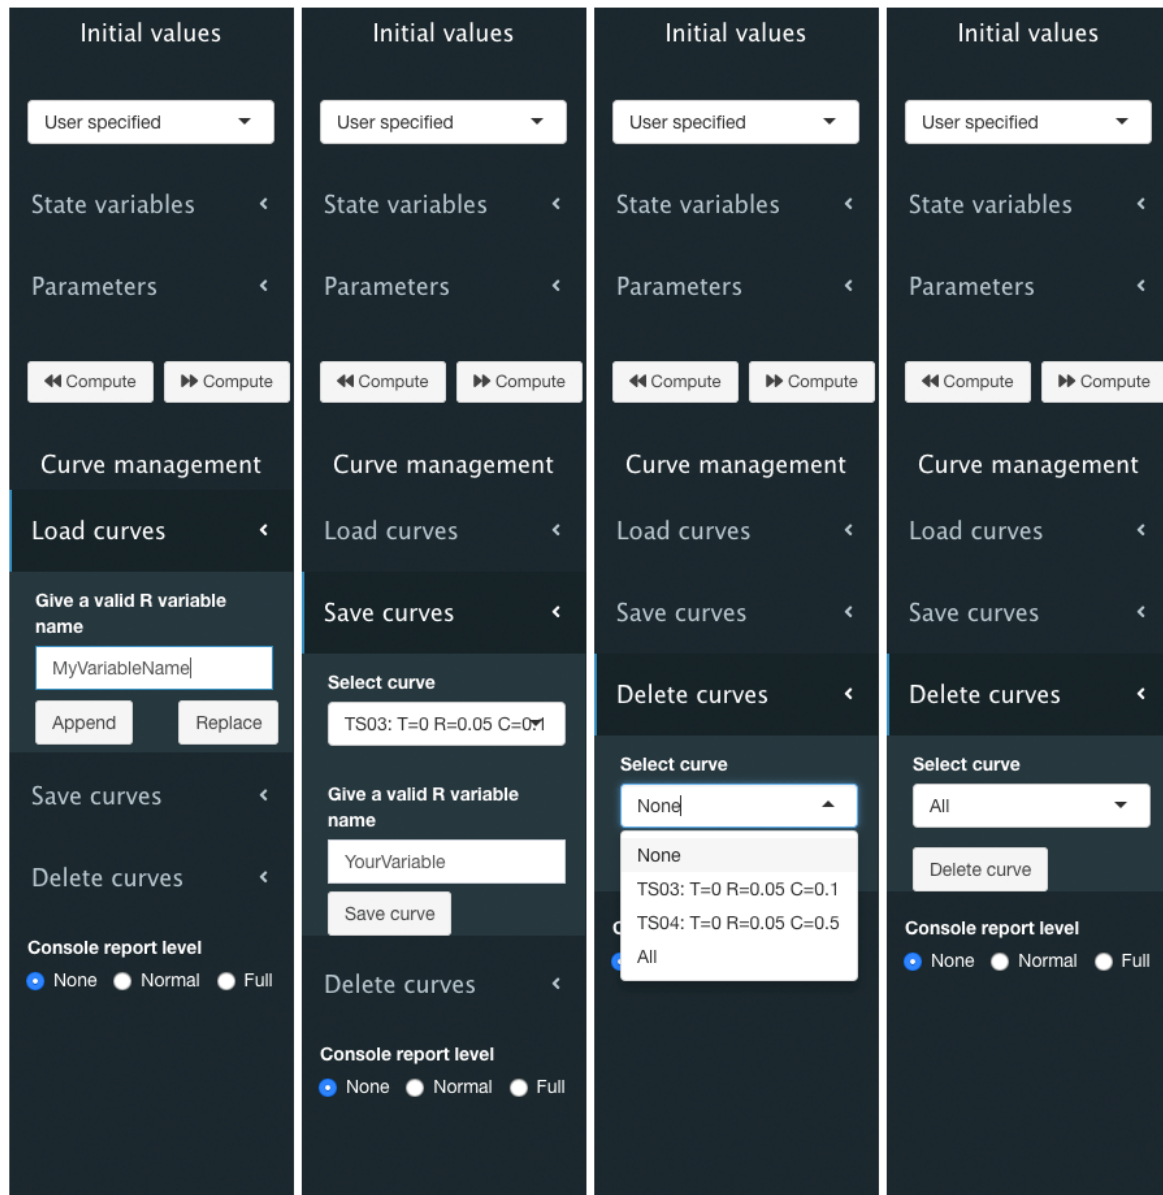 Initial values
User specified
State variables
Parameters
Compute
Compute
Curve management
Load curves
Give a valid R variable
name
MyVariableName
Append
Replace
Save curves
Delete curves
Console report level
None
Normal
Full
Initial values
User specified
State variables
Parameters
Compute
Compute
Curve management
Load curves
Save curves
Select curve
TS03: T=0 R=0.05 C=0.1
Give a valid R variable
name
YourVariable
Save curve
Delete curves
Console report level
None
Normal
Full
Initial values
User specified
State variables
Parameters
Compute
Compute
Curve management
Load curves
Save curves
Delete curves
Select curve
None
None
TS03: T=0 R=0.05 C=0.1
TS04: T=0 R=0.05 C=0.5
All
Initial values
User specified
State variables
Parameters
Compute
Compute
Curve management
Load curves
Save curves
Delete curves
Select curve
All
Delete curve
Console report level
None
Normal
Full